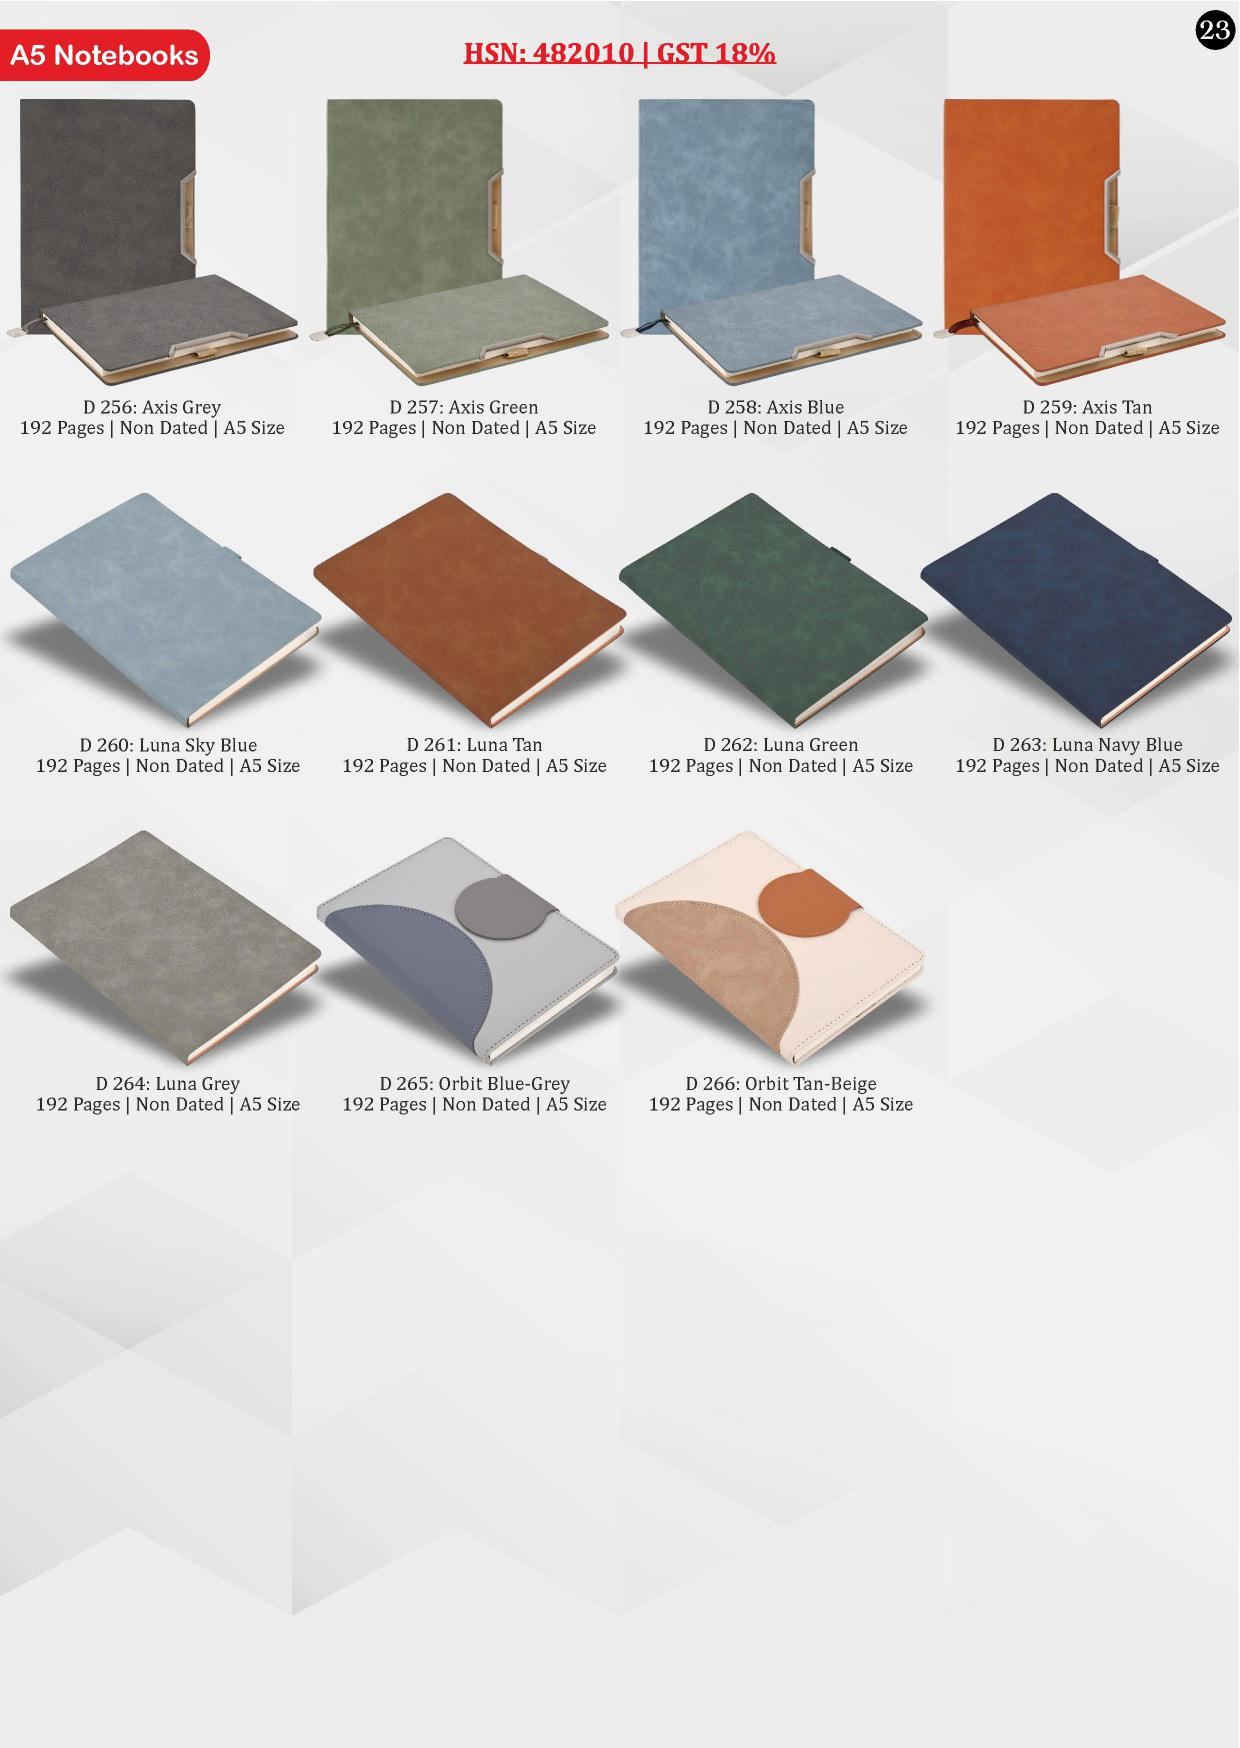 23
A5 Notebooks
HSN: 482010 | GST 18%
D 256: Axis Grey
192 Pages | Non Dated | A5 Size
D 257: Axis Green
192 Pages | Non Dated | A5 Size
D 258: Axis Blue
192 Pages | Non Dated | A5 Size
D 259: Axis Tan
192 Pages | Non Dated | A5 Size
D 260: Luna Sky Blue
192 Pages | Non Dated | A5 Size
D 261: Luna Tan
192 Pages | Non Dated | A5 Size
D 262: Luna Green
192 Pages | Non Dated | A5 Size
D 263: Luna Navy Blue
192 Pages | Non Dated | A5 Size
D 264: Luna Grey
192 Pages | Non Dated | A5 Size
D 265: Orbit Blue-Grey
192 Pages | Non Dated | A5 Size
D 266: Orbit Tan-Beige
192 Pages | Non Dated | A5 Size